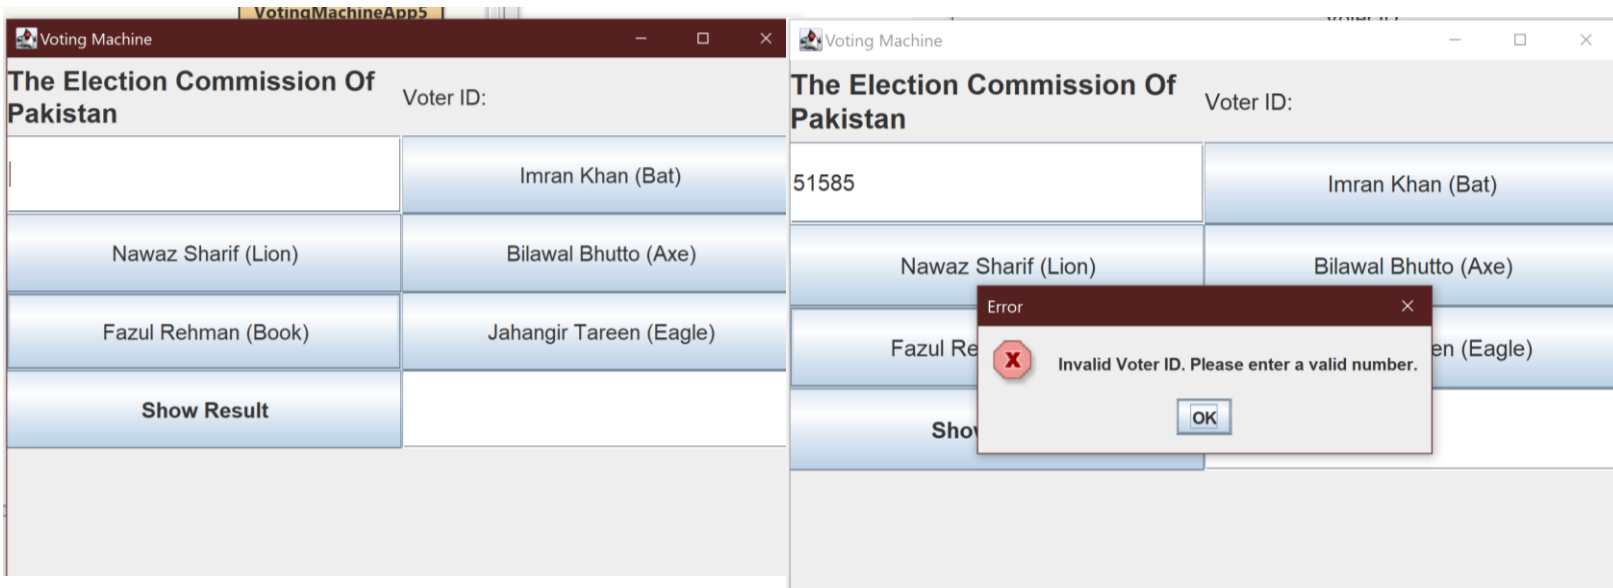 VotingMachineApp5
Voting Machine
The Election Commission Of
Pakistan
Voter ID:
Imran Khan (Bat)
Nawaz Sharif (Lion)
Bilawal Bhutto (Axe)
Fazul Rehman (Book)
Jahangir Tareen (Eagle)
Show Result
Voting Machine
The Election Commission Of
Pakistan
Voter ID:
51585
Imran Khan (Bat)
Nawaz Sharif (Lion)
Bilawal Bhutto (Axe)
Error
Fazul Re
Invalid Voter ID. Please enter a valid number.
en (Eagle)
OK
Sho